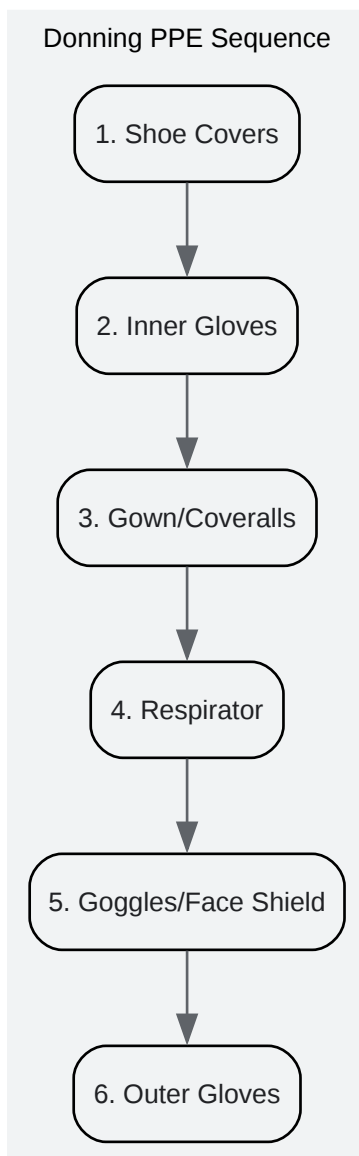 Donning PPE Sequence
1. Shoe Covers
2. Inner Gloves
3. Gown/Coveralls
4. Respirator
5. Goggles/Face Shield
6. Outer Gloves